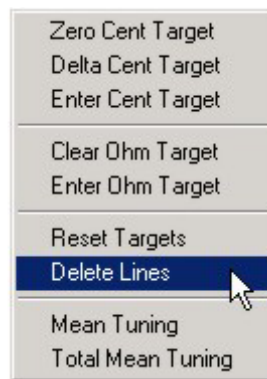 Zero Cent Target
Delta Cent Target
Enter Cent Target
Clear Ohm Target
Enter Ohm Target
Reset Targets
Delete Lines
Mean Tuning
Total Mean Tuning